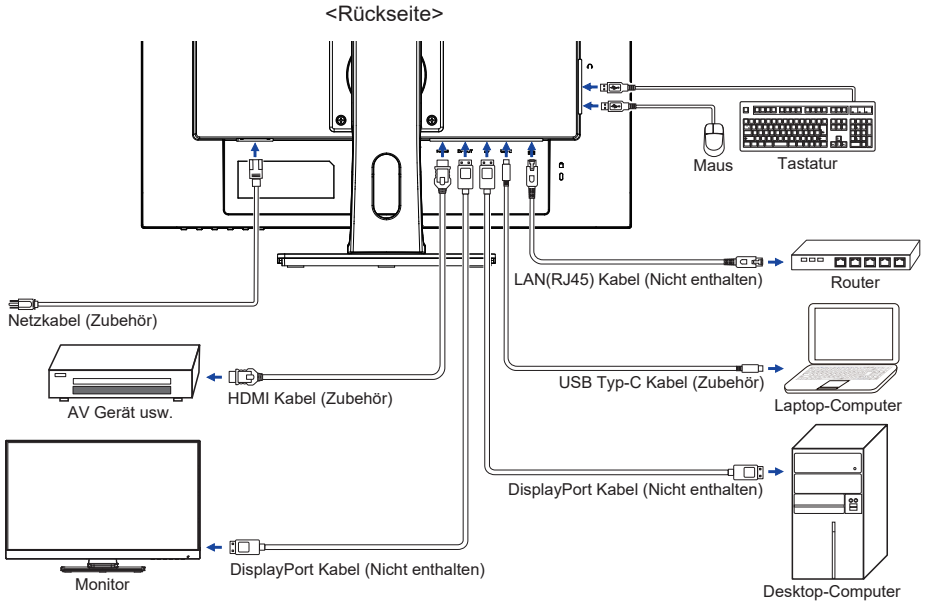 <Rückseite>
Maus
Tastatur
LAN(RJ45) Kabel (Nicht enthalten)
Router
Netzkabel (Zubehör)
AV Gerät usw.
HDMI Kabel (Zubehör)
USB Typ-C Kabel (Zubehör)
Laptop-Computer
DisplayPort Kabel (Nicht enthalten)
Monitor
DisplayPort Kabel (Nicht enthalten)
Desktop-Computer